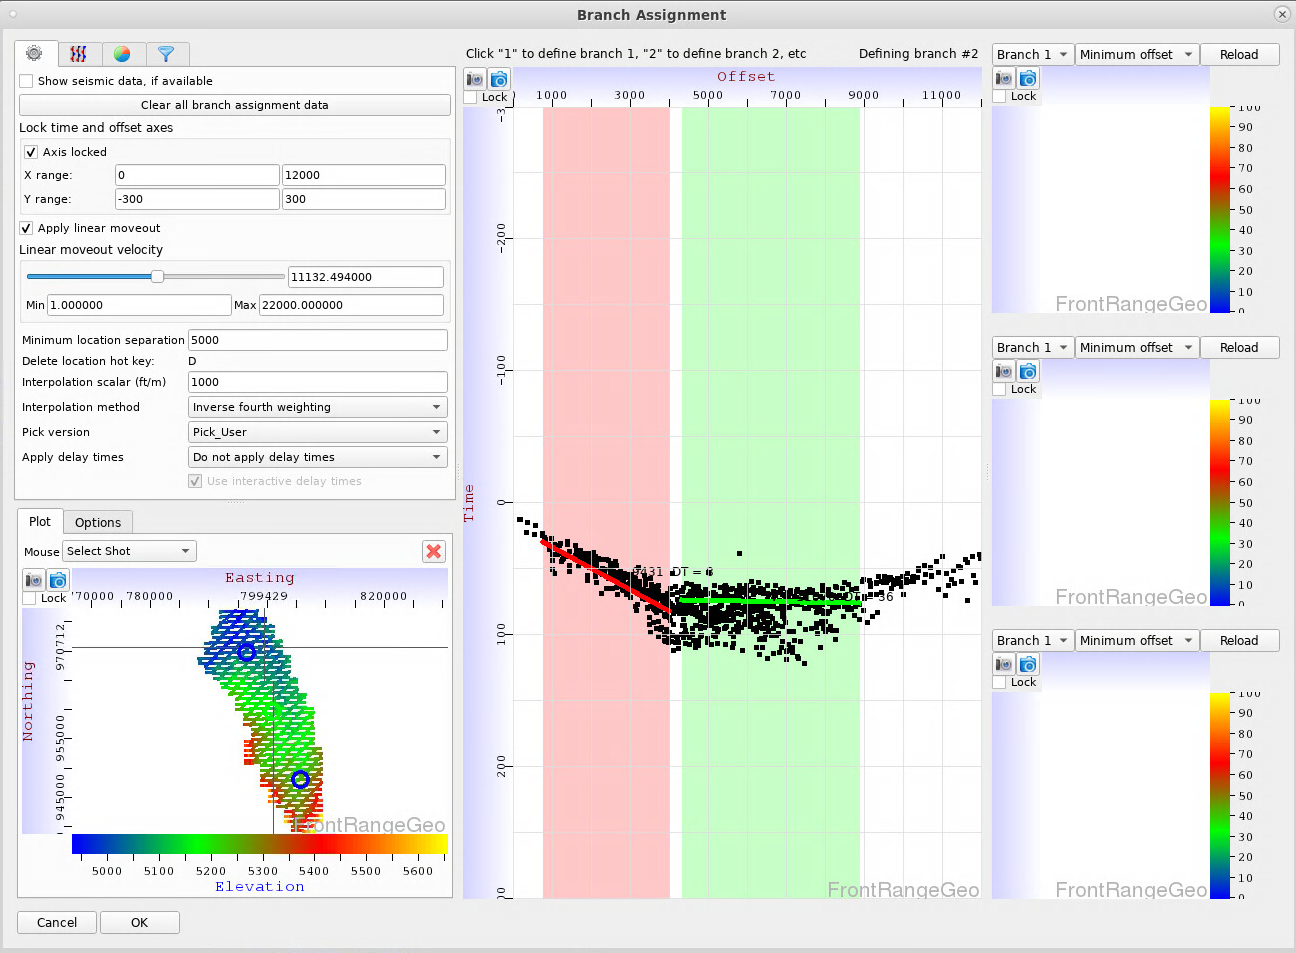 Branch Assignment
Show seismic data, if available
Clear all branch assignment data
Lock time and offset axes
Axis locked
X range: 0 12000
Y range: -300 300
Apply linear moveout
Linear moveout velocity
11132.494000
Min 1.000000 Max 22000.000000
Minimum location separation 5000
Delete location hot key: D
Interpolation scalar (ft/m) 1000
Interpolation method Inverse fourth weighting
Pick version Pick_User
Apply delay times Do not apply delay times
Use interactive delay times
Plot Options
Mouse Select Shot
Lock
Easting
780000 799429 820000
Northing
970712 955000 945000
FrontRangeGeo
5000 5100 5200 5300 5400 5500 5600
Elevation
Cancel OK
Click "1" to define branch 1, "2" to define branch 2, etc Defining branch #2
Lock
Offset
1000 3000 5000 7000 9000 11000
Time
-200 -100 0 100 200
DT =
FrontRangeGeo
Branch 1 Minimum offset Reload
Lock
100 90 80 70 60 50 40 30 20 10 0
FrontRangeGeo
Branch 1 Minimum offset Reload
Lock
100 90 80 70 60 50 40 30 20 10 0
FrontRangeGeo
Branch 1 Minimum offset Reload
Lock
100 90 80 70 60 50 40 30 20 10 0
FrontRangeGeo